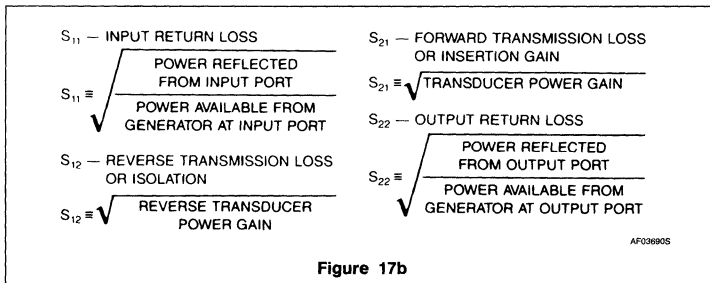 S11 — INPUT RETURN LOSS
S11 ≡ √
POWER REFLECTED
FROM INPUT PORT
POWER AVAILABLE FROM
GENERATOR AT INPUT PORT
S12 — REVERSE TRANSMISSION LOSS
OR ISOLATION
S12 ≡ √ REVERSE TRANSDUCER
POWER GAIN
S21 — FORWARD TRANSMISSION LOSS
OR INSERTION GAIN
S21 ≡ √ TRANSDUCER POWER GAIN
S22 — OUTPUT RETURN LOSS
S22 ≡ √
POWER REFLECTED
FROM OUTPUT PORT
POWER AVAILABLE FROM
GENERATOR AT OUTPUT PORT
AF03690S
Figure 17b